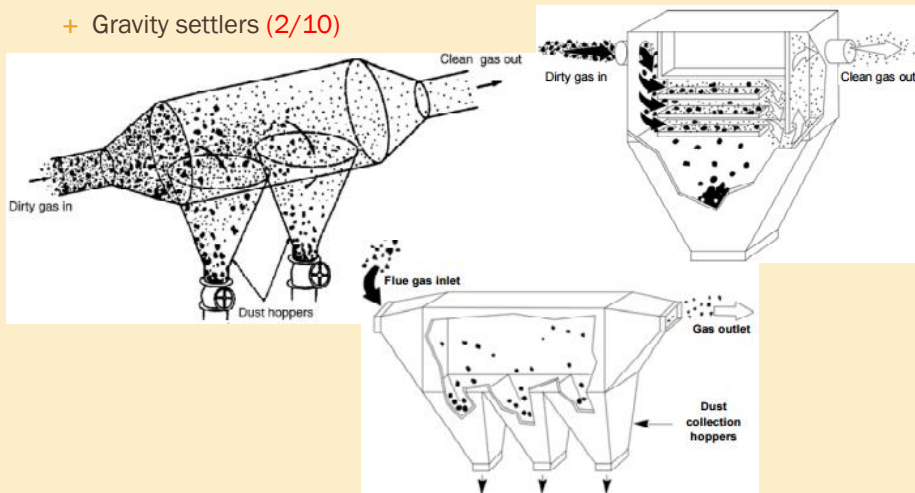 + Gravity settlers (2/10)
Clean gas out
Dirty gas in
Dust hoppers
Dirty gas in
Clean gas out
Flue gas inlet
Gas outlet
Dust
collection
hoppers